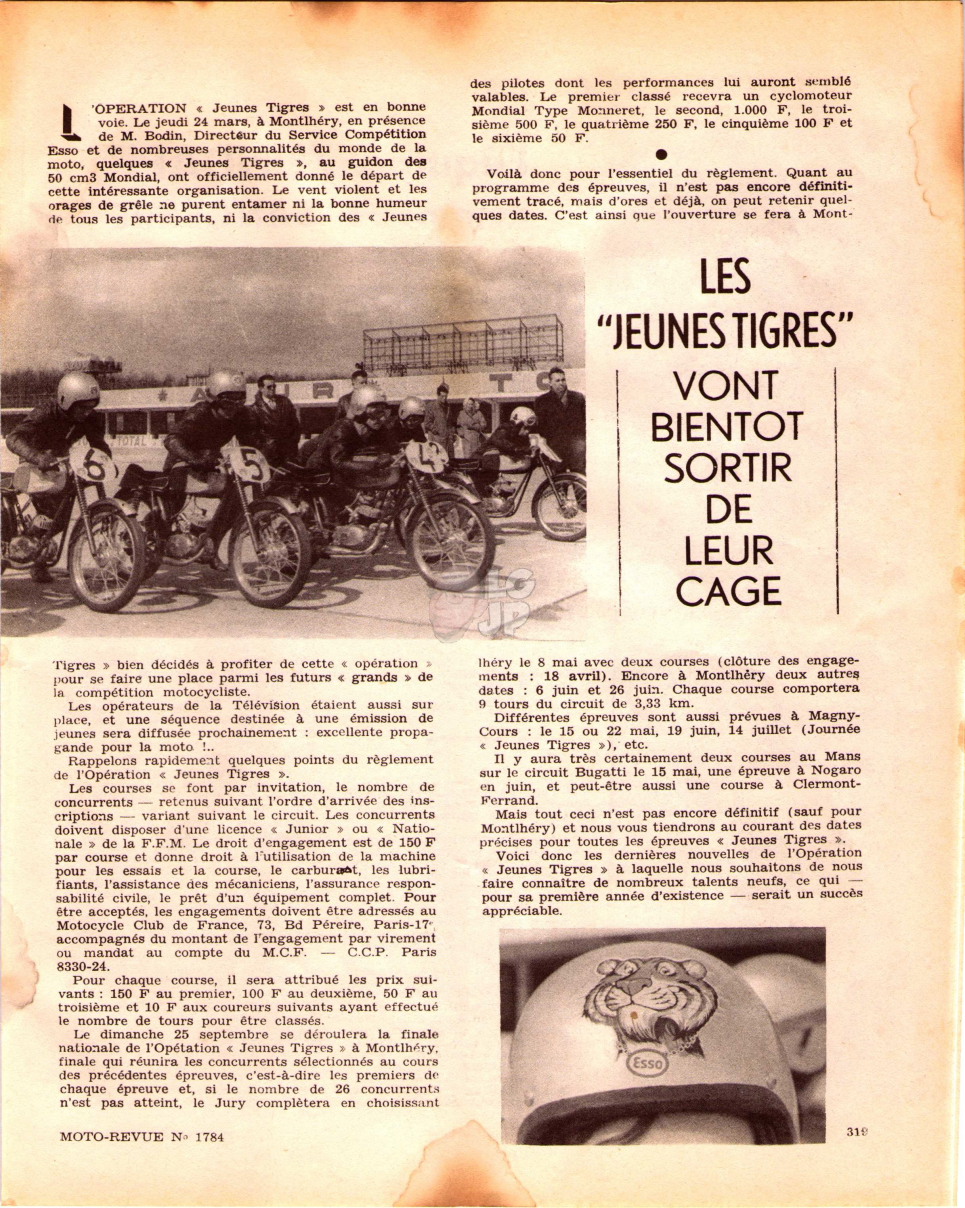 L'OPERATION « Jeunes Tigres » est en bonne
voie. Le jeudi 24 mars, à Montlhéry, en présence
de M. Bodin, Directeur du Service Compétition
Esso et de nombreuses personnalités du monde de la
moto, quelques « Jeunes Tigres », au guidon des
50 cm3 Mondial, ont officiellement donné le départ de
cette intéressante organisation. Le vent violent et les
orages de grêle ne purent entamer ni la bonne humeur
de tous les participants, ni la conviction des « Jeunes
des pilotes dont les performances lui auront semblé
valables. Le premier classé recevra un cyclomoteur
Mondial Type Monneret, le second, 1.000 F, le troi-
sième 500 F, le quatrième 250 F, le cinquième 100 F et
le sixième 50 F.
●
Voilà donc pour l'essentiel du règlement. Quant au
programme des épreuves, il n'est pas encore définiti-
vement tracé, mais d'ores et déjà, on peut retenir quel-
ques dates. C'est ainsi que l'ouverture se fera à Mont-
LES
"JEUNES TIGRES"
VONT
BIENTOT
SORTIR
DE
LEUR
CAGE
A U R T O
TOTAL
6 5 4
LG
JP
Tigres » bien décidés à profiter de cette « opération »
pour se faire une place parmi les futurs « grands » de
la compétition motocycliste.
Les opérateurs de la Télévision étaient aussi sur
place, et une séquence destinée à une émission de
jeunes sera diffusée prochainement : excellente propa-
gande pour la moto !..
Rappelons rapidement quelques points du règlement
de l'Opération « Jeunes Tigres ».
Les courses se font par invitation, le nombre de
concurrents — retenus suivant l'ordre d'arrivée des ins-
criptions — variant suivant le circuit. Les concurrents
doivent disposer d'une licence « Junior » ou « Natio-
nale » de la F.F.M. Le droit d'engagement est de 150 F
par course et donne droit à l'utilisation de la machine
pour les essais et la course, le carburant, les lubri-
fiants, l'assistance des mécaniciens, l'assurance respon-
sabilité civile, le prêt d'un équipement complet. Pour
être acceptés, les engagements doivent être adressés au
Motocycle Club de France, 73, Bd Péreire, Paris-17e,
accompagnés du montant de l'engagement par virement
ou mandat au compte du M.C.F. — C.C.P. Paris
8330-24.
Pour chaque course, il sera attribué les prix sui-
vants : 150 F au premier, 100 F au deuxième, 50 F au
troisième et 10 F aux coureurs suivants ayant effectué
le nombre de tours pour être classés.
Le dimanche 25 septembre se déroulera la finale
nationale de l'Opétation « Jeunes Tigres » à Montlhéry,
finale qui réunira les concurrents sélectionnés au cours
des précédentes épreuves, c'est-à-dire les premiers de
chaque épreuve et, si le nombre de 26 concurrents
n'est pas atteint, le Jury complètera en choisissant
lhéry le 8 mai avec deux courses (clôture des engage-
ments : 18 avril). Encore à Montlhéry deux autres
dates : 6 juin et 26 juin. Chaque course comportera
9 tours du circuit de 3,33 km.
Différentes épreuves sont aussi prévues à Magny-
Cours : le 15 ou 22 mai, 19 juin, 14 juillet (Journée
« Jeunes Tigres »), etc.
Il y aura très certainement deux courses au Mans
sur le circuit Bugatti le 15 mai, une épreuve à Nogaro
en juin, et peut-être aussi une course à Clermont-
Ferrand.
Mais tout ceci n'est pas encore définitif (sauf pour
Montlhéry) et nous vous tiendrons au courant des dates
précises pour toutes les épreuves « Jeunes Tigres ».
Voici donc les dernières nouvelles de l'Opération
« Jeunes Tigres » à laquelle nous souhaitons de nous
faire connaître de nombreux talents neufs, ce qui —
pour sa première année d'existence — serait un succès
appréciable.
Esso
MOTO-REVUE No 1784
319